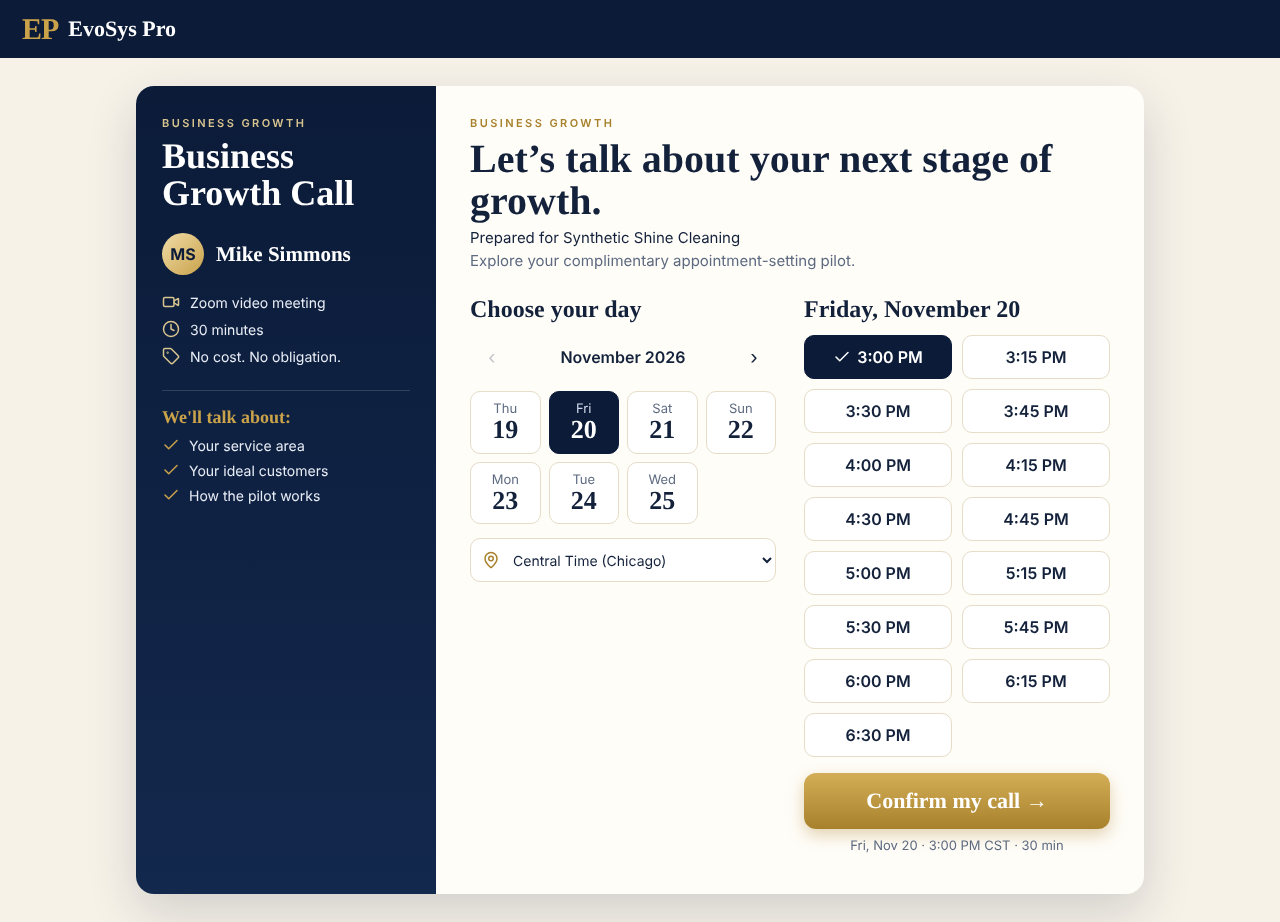 EP EvoSys Pro
BUSINESS GROWTH
Business
Growth Call
MS Mike Simmons
Zoom video meeting
30 minutes
No cost. No obligation.
We'll talk about:
Your service area
Your ideal customers
How the pilot works
BUSINESS GROWTH
Let’s talk about your next stage of
growth.
Prepared for Synthetic Shine Cleaning
Explore your complimentary appointment-setting pilot.
Choose your day
‹ November 2026 ›
Thu Fri Sat Sun
19 20 21 22
Mon Tue Wed
23 24 25
Central Time (Chicago)
Friday, November 20
3:00 PM 3:15 PM
3:30 PM 3:45 PM
4:00 PM 4:15 PM
4:30 PM 4:45 PM
5:00 PM 5:15 PM
5:30 PM 5:45 PM
6:00 PM 6:15 PM
6:30 PM
Confirm my call →
Fri, Nov 20 · 3:00 PM CST · 30 min